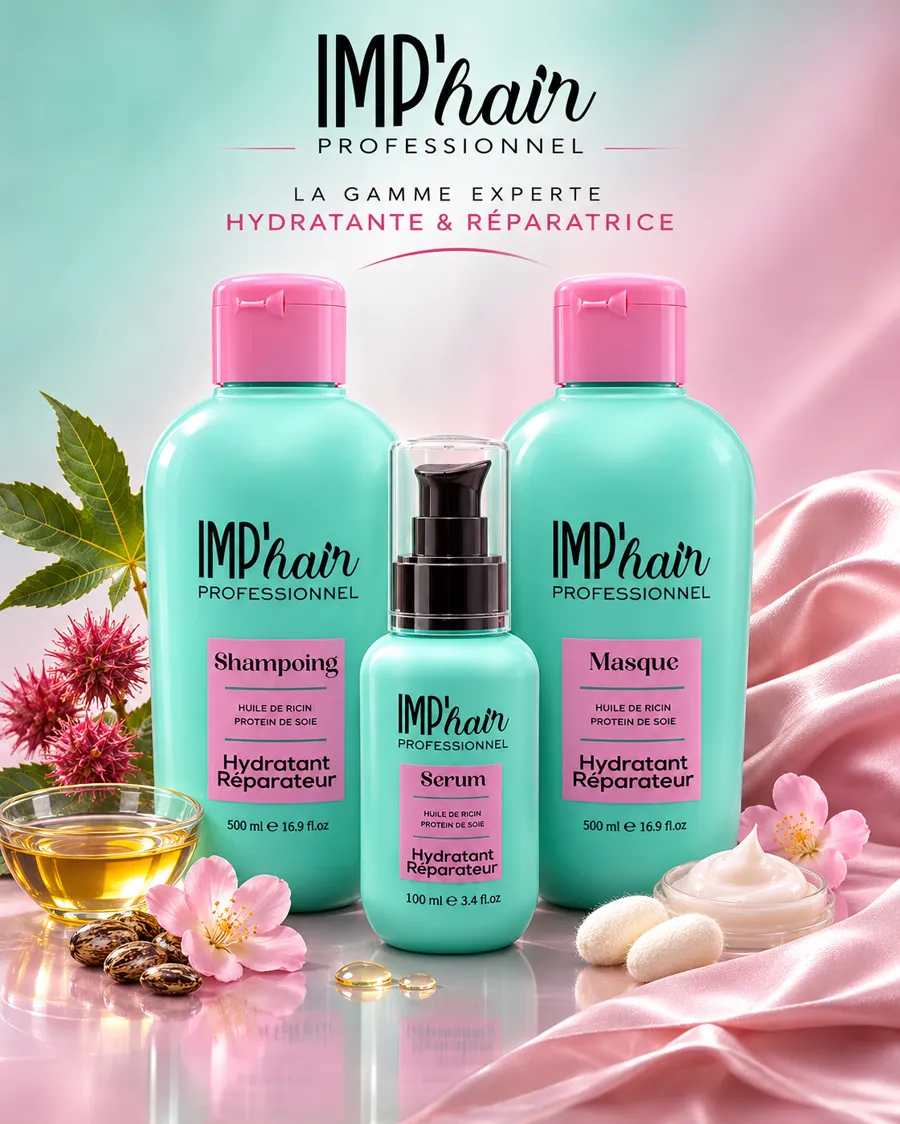 IMP'hair
PROFESSIONNEL
LA GAMME EXPERTE
HYDRATANTE & RÉPARATRICE
IMP'hair
PROFESSIONNEL
Shampoing
HUILE DE RICIN
PROTEIN DE SOIE
Hydratant
Réparateur
500 ml ℮ 16.9 fl.oz
IMP'hair
PROFESSIONNEL
Serum
HUILE DE RICIN
PROTEIN DE SOIE
Hydratant
Réparateur
100 ml ℮ 3.4 fl.oz
IMP'hair
PROFESSIONNEL
Masque
HUILE DE RICIN
PROTEIN DE SOIE
Hydratant
Réparateur
500 ml ℮ 16.9 fl.oz